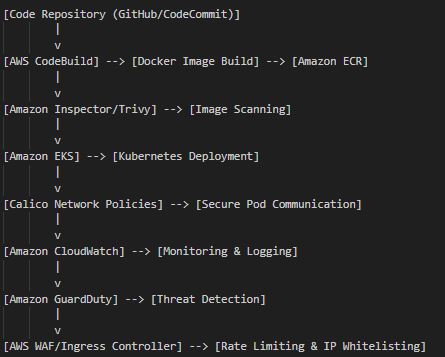 [Code Repository (GitHub/CodeCommit)]
|
v
[AWS CodeBuild] --> [Docker Image Build] --> [Amazon ECR]
|
v
[Amazon Inspector/Trivy] --> [Image Scanning]
|
v
[Amazon EKS] --> [Kubernetes Deployment]
|
v
[Calico Network Policies] --> [Secure Pod Communication]
|
v
[Amazon CloudWatch] --> [Monitoring & Logging]
|
v
[Amazon GuardDuty] --> [Threat Detection]
|
v
[AWS WAF/Ingress Controller] --> [Rate Limiting & IP Whitelisting]